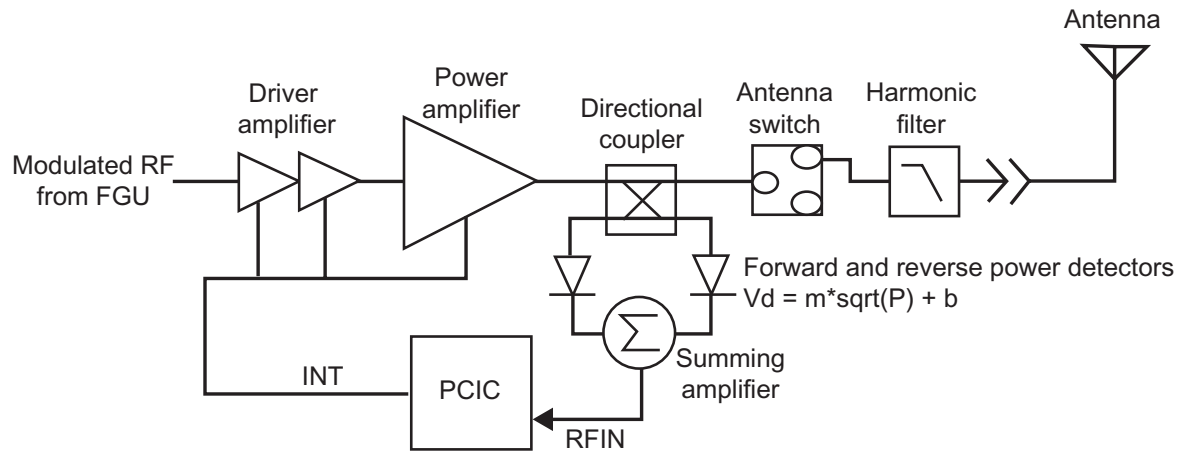 Antenna
Power
amplifier
Driver
amplifier
Directional
coupler
Antenna
switch
Harmonic
filter
Modulated RF
from FGU
Forward and reverse power detectors
Vd = m*sqrt(P) + b
Σ
Summing
amplifier
INT
PCIC
RFIN